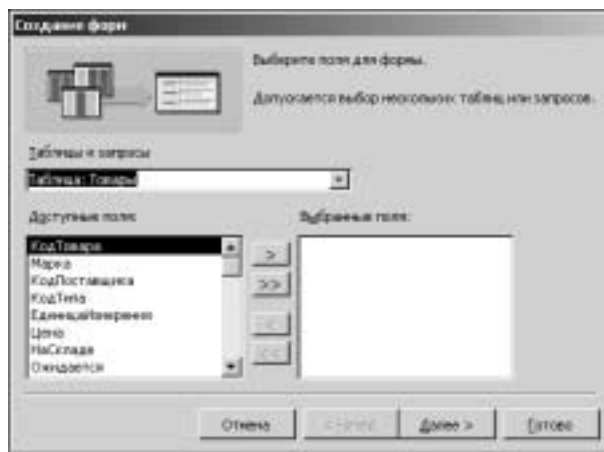 Создание форм
Выберите поля для формы.
Допускается выбор нескольких таблиц или запросов.
Таблицы и запросы
Таблица: Товары
Доступные поля:
Выбранные поля:
КодТовара
Марка
КодПоставщика
КодТипа
ЕдиницаИзмерения
Цена
НаСкладе
Ожидается
>
>>
<
<<
Отмена
< Назад
Далее >
Готово